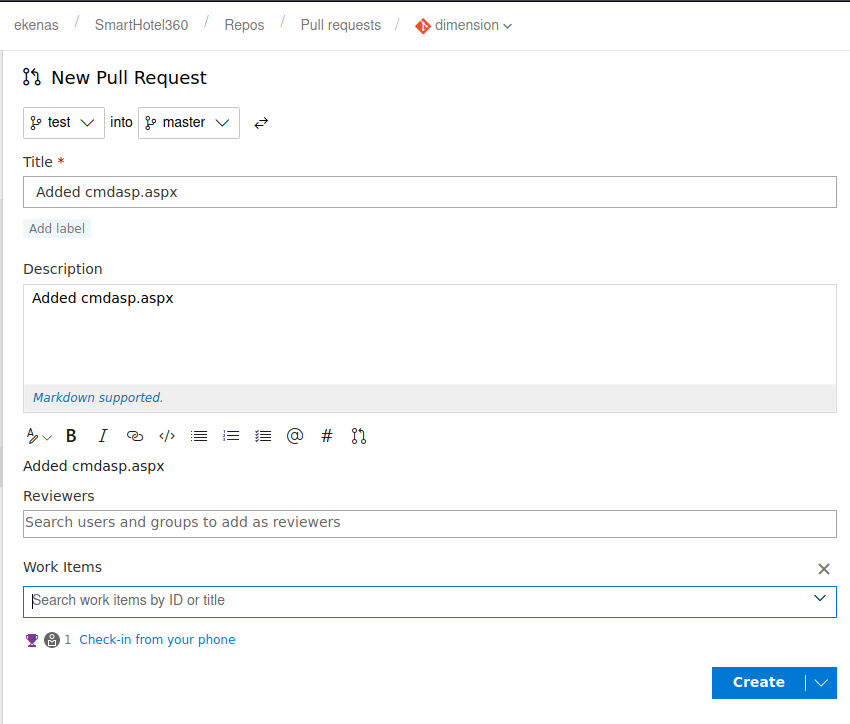 ekenas / SmartHotel360 / Repos / Pull requests / dimension
New Pull Request
test into master
Title *
Added cmdasp.aspx
Add label
Description
Added cmdasp.aspx
Markdown supported.
B I </> @ #
Added cmdasp.aspx
Reviewers
Search users and groups to add as reviewers
Work Items
Search work items by ID or title
1 Check-in from your phone
Create